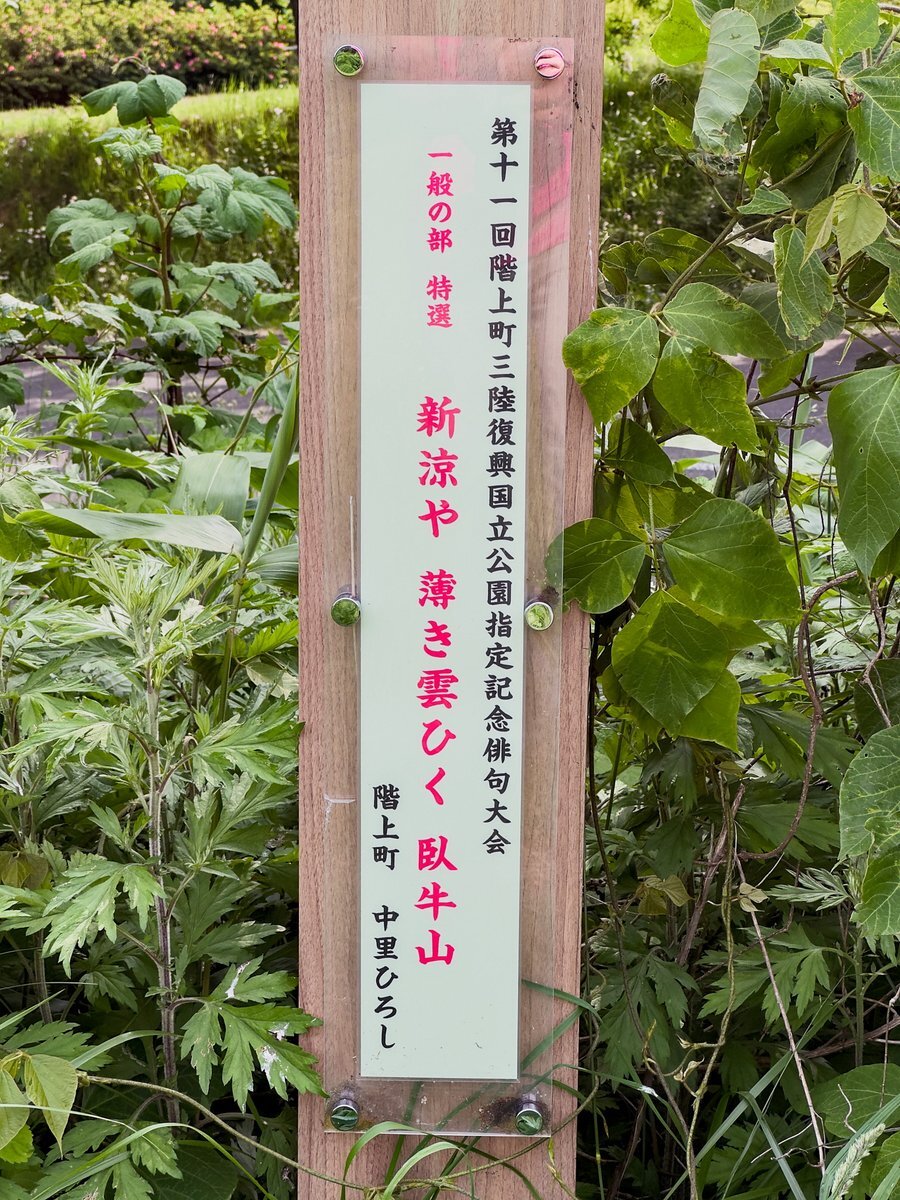 第十一回階上町三陸復興国立公園指定記念俳句大会
一般の部 特選
新涼や 薄き雲ひく 臥牛山
階上町 中里ひろし